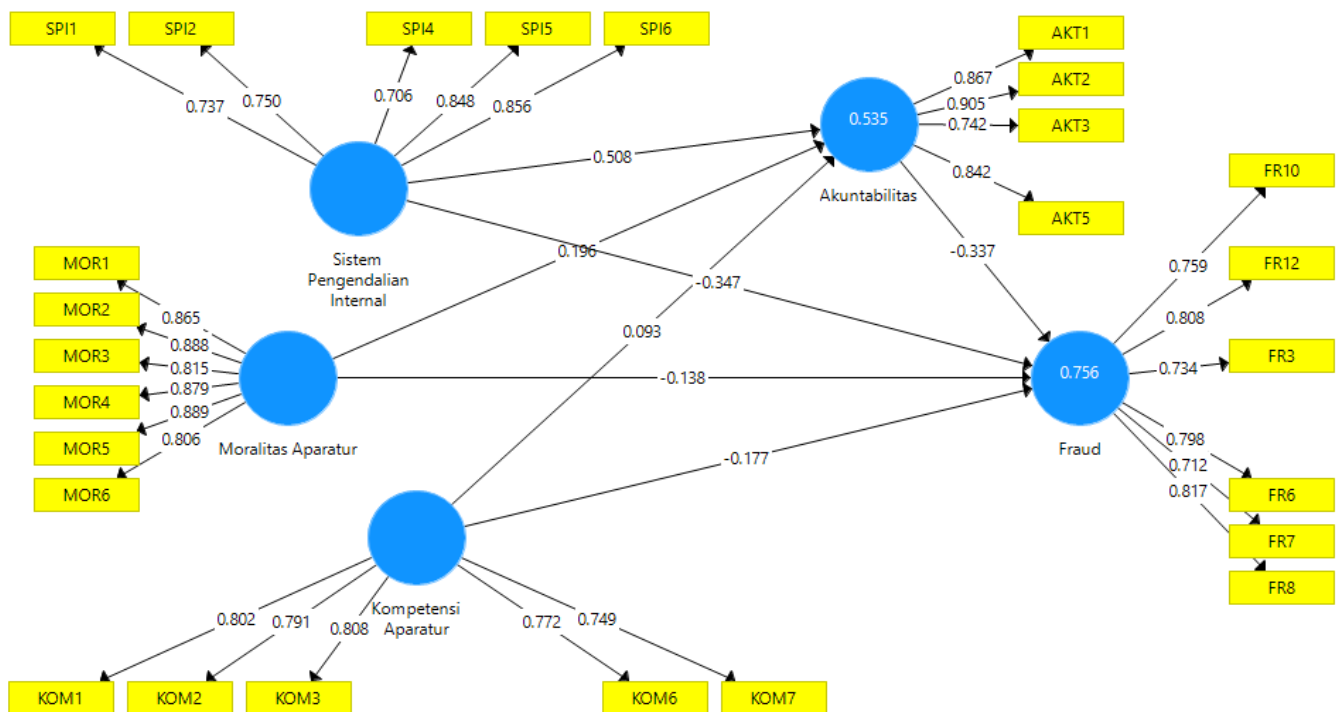 SPI1
SPI2
SPI4
SPI5
SPI6
0.737
0.750
0.706
0.848
0.856
Sistem
Pengendalian
Internal
AKT1
AKT2
AKT3
AKT5
0.867
0.905
0.742
0.842
0.535
Akuntabilitas
0.508
0.196
0.093
-0.347
-0.337
-0.138
-0.177
MOR1
MOR2
MOR3
MOR4
MOR5
MOR6
0.865
0.888
0.815
0.879
0.889
0.806
Moralitas Aparatur
0.756
Fraud
FR10
FR12
FR3
FR6
FR7
FR8
0.759
0.808
0.734
0.798
0.712
0.817
Kompetensi
Aparatur
0.802
0.791
0.808
0.772
0.749
KOM1
KOM2
KOM3
KOM6
KOM7